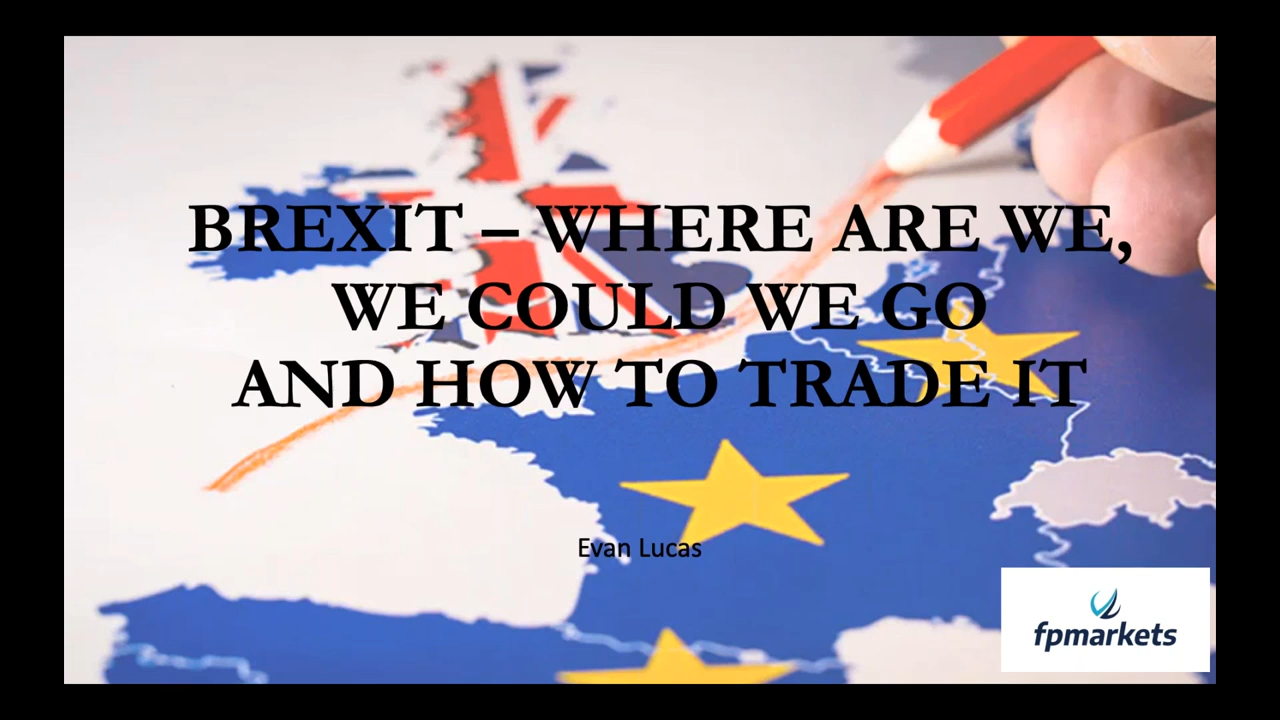 BREXIT – WHERE ARE WE,
WE COULD WE GO
AND HOW TO TRADE IT
Evan Lucas
fpmarkets